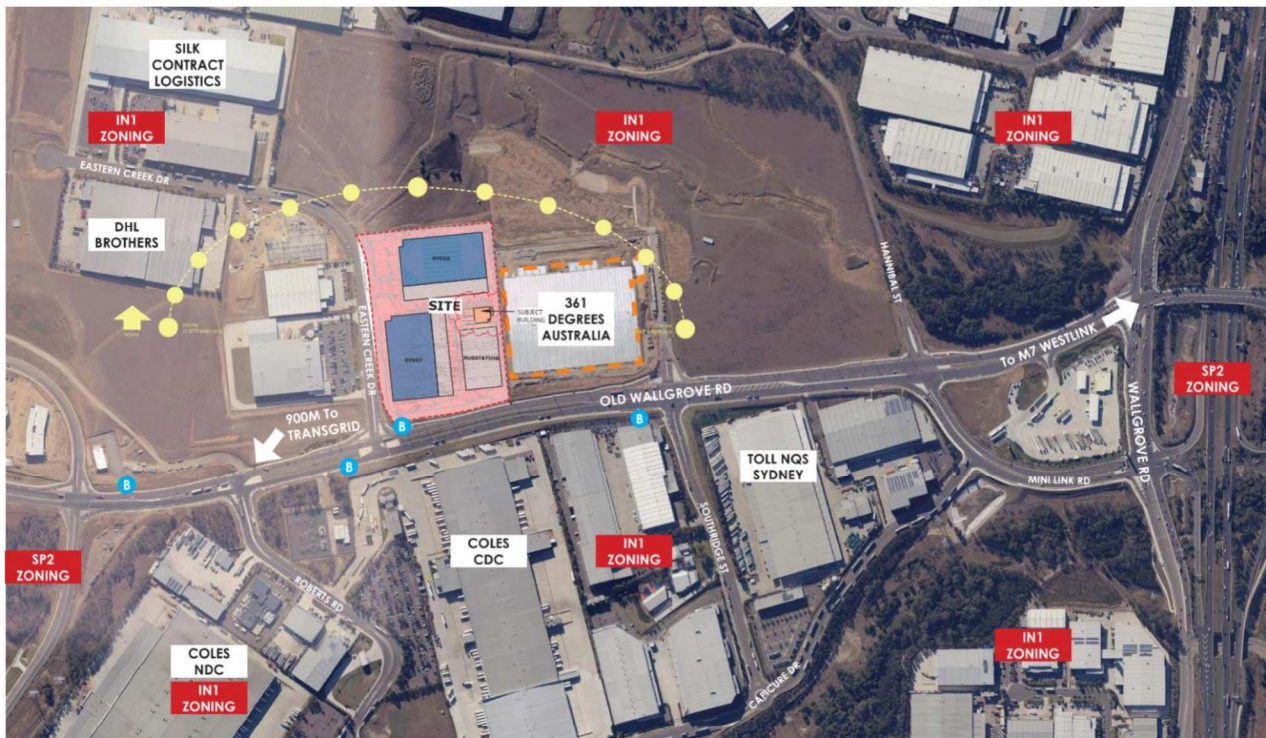 SILK
CONTRACT
LOGISTICS
IN1
ZONING
IN1
ZONING
IN1
ZONING
EASTERN CREEK DR
DHL
BROTHERS
HANNIBAL ST
SITE
SUBJECT
BUILDING
361
DEGREES
AUSTRALIA
EASTERN CREEK DR
SUBSTATION
NORTH
To M7 WESTLINK
SP2
ZONING
OLD WALLGROVE RD
WALLGROVE RD
900M To
TRANSGRID
B
B
B
B
TOLL NQS
SYDNEY
MINI LINK RD
COLES
CDC
IN1
ZONING
SOUTHRIDGE ST
SP2
ZONING
ROBERTS RD
COLES
NDC
IN1
ZONING
CAPICURE DR
IN1
ZONING